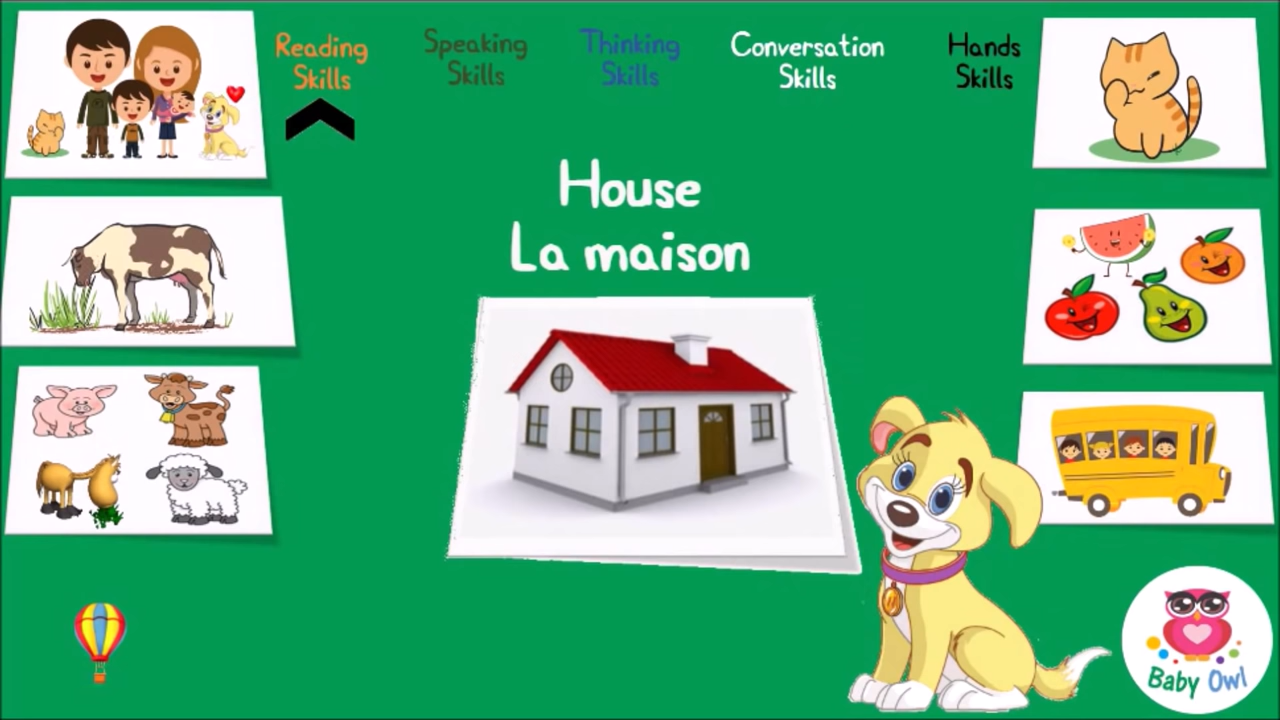 Reading
Skills
Speaking
Skills
Thinking
Skills
Conversation
Skills
Hands
Skills
House
La maison
Baby Owl